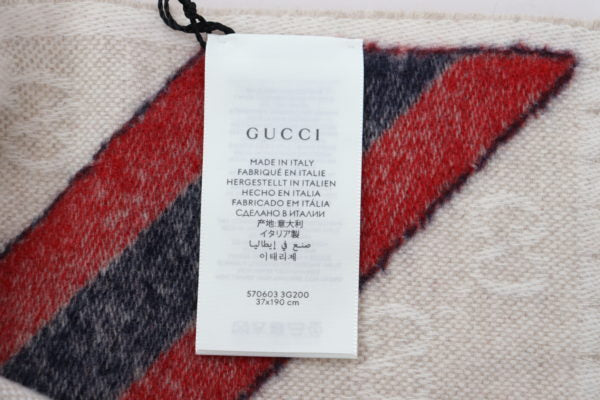 GUCCI
MADE IN ITALY
FABRIQUÉ EN ITALIE
HERGESTELLT IN ITALIEN
HECHO EN ITALIA
FABRICADO EM ITÁLIA
СДЕЛАНО В ИТАЛИИ
产地:意大利
イタリア製
صنع في إيطاليا
이태리제
570603 3G200
37x190 cm